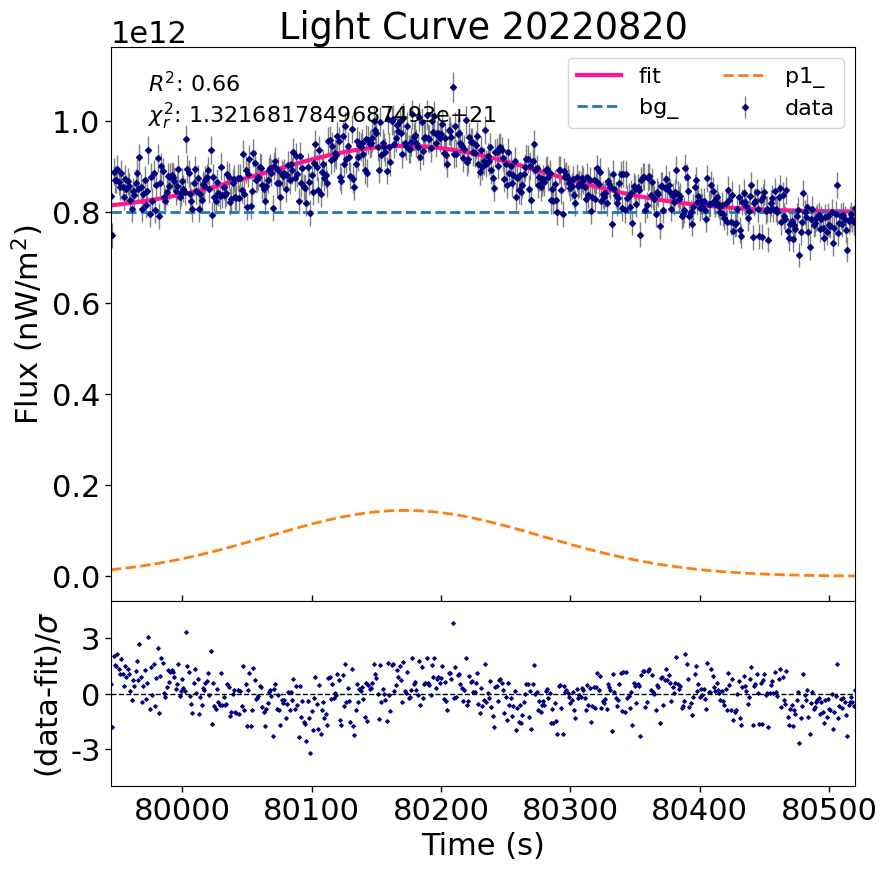 Light Curve 20220820
1e12
R²: 0.66
χ²ᵣ: 1.3216817849687493e+21
fit
bg_
p1_
data
Flux (nW/m²)
1.0
0.8
0.6
0.4
0.2
0.0
(data-fit)/σ
3
0
-3
80000 80100 80200 80300 80400 80500
Time (s)